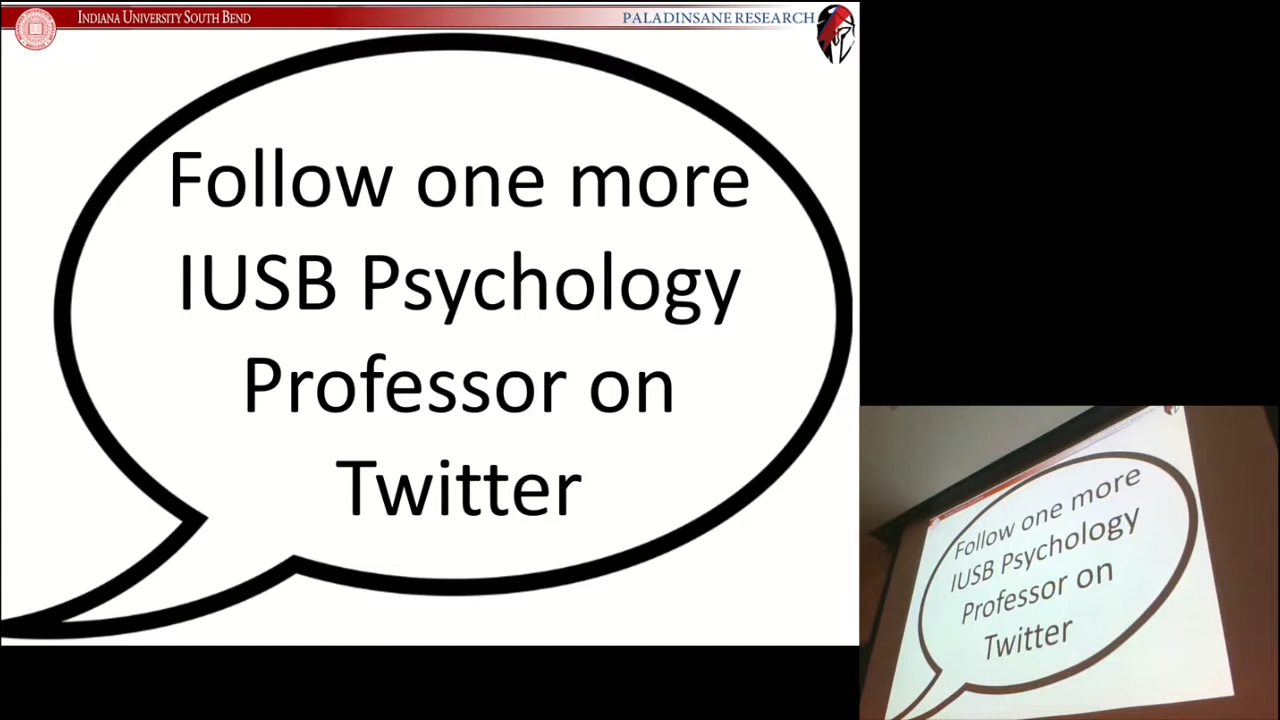 INDIANA UNIVERSITY SOUTH BEND
PALADINSANE RESEARCH
Follow one more
IUSB Psychology
Professor on
Twitter
Follow one more
IUSB Psychology
Professor on
Twitter